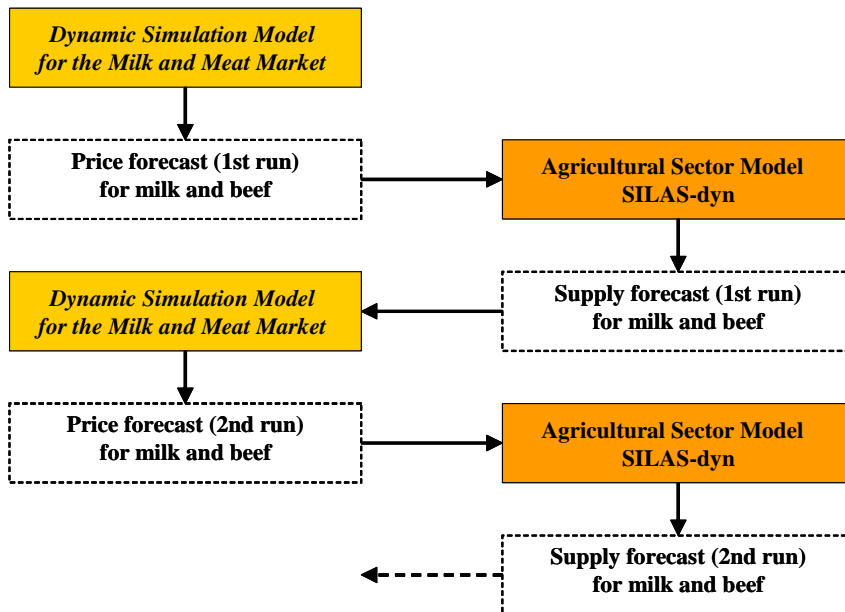 Dynamic Simulation Model
for the Milk and Meat Market
Price forecast (1st run)
for milk and beef
Agricultural Sector Model
SILAS-dyn
Supply forecast (1st run)
for milk and beef
Dynamic Simulation Model
for the Milk and Meat Market
Price forecast (2nd run)
for milk and beef
Agricultural Sector Model
SILAS-dyn
Supply forecast (2nd run)
for milk and beef